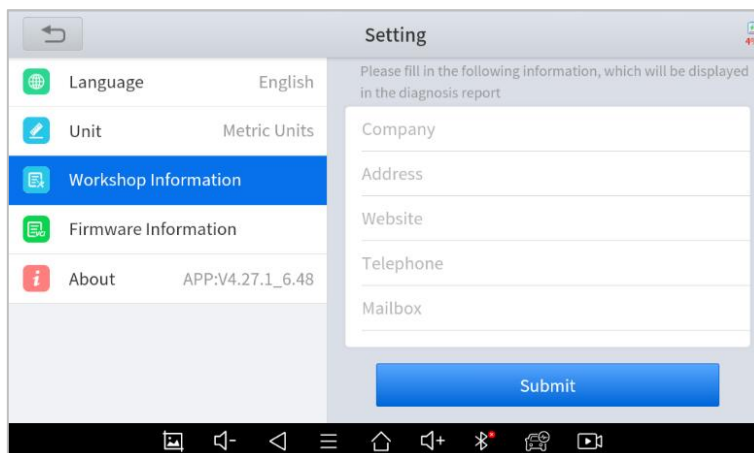 Setting
Language English
Unit Metric Units
Workshop Information
Firmware Information
About APP:V4.27.1_6.48
Please fill in the following information, which will be displayed
in the diagnosis report
Company
Address
Website
Telephone
Mailbox
Submit